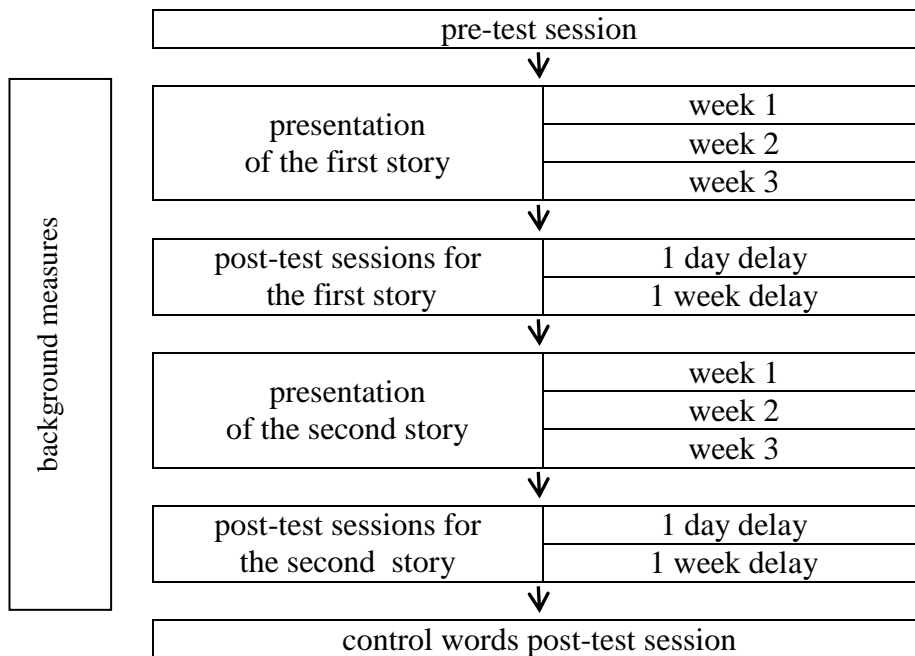 pre-test session
background measures
presentation
of the first story
week 1
week 2
week 3
post-test sessions for
the first story
1 day delay
1 week delay
presentation
of the second story
week 1
week 2
week 3
post-test sessions for
the second story
1 day delay
1 week delay
control words post-test session